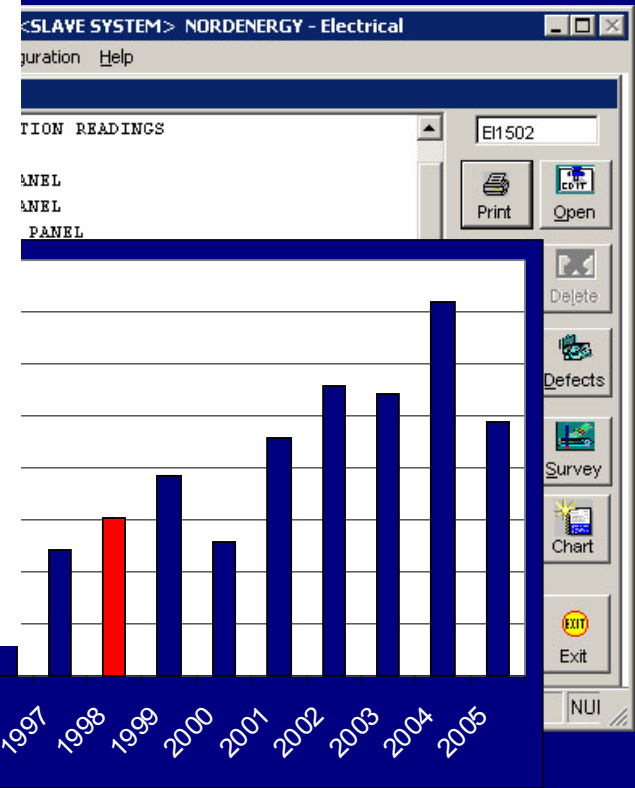 <SLAVE SYSTEM> NORDENERGY - Electrical
guration Help
TION READINGS
EI1502
ANEL
ANEL
PANEL
Print
Open
Delete
Defects
Survey
Chart
EXIT
Exit
NUI
1997 1998 1999 2000 2001 2002 2003 2004 2005